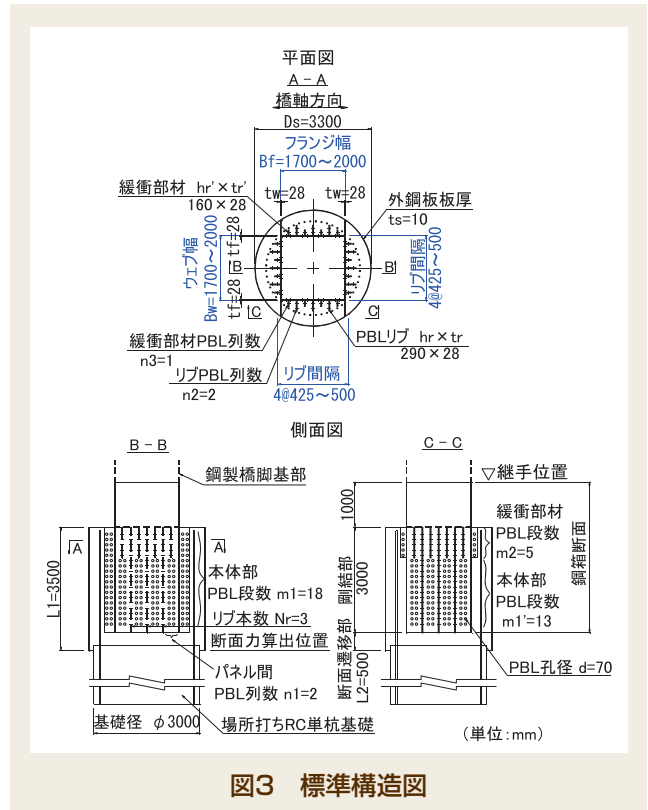 平面図
A - A
橋軸方向
Ds=3300
フランジ幅
Bf=1700～2000
tw=28
tw=28
緩衝部材 hr'×tr'
160×28
外鋼板板厚
ts=10
ウェブ幅
Bw=1700～2000
tf=28
tf=28
B
B
リブ間隔
4@425～500
C
C
緩衝部材PBL列数
n3=1
PBLリブ hr×tr
290×28
リブPBL列数
n2=2
リブ間隔
4@425～500
側面図
B - B
鋼製橋脚基部
A
A
L1=3500
本体部
PBL段数 m1=18
リブ本数 Nr=3
断面力算出位置
パネル間
PBL列数 n1=2
基礎径 φ3000
場所打ちRC単杭基礎
C - C
▽継手位置
1000
剛結部
3000
断面遷移部
L2=500
緩衝部材
PBL段数
m2=5
本体部
PBL段数
m1'=13
鋼箱断面
PBL孔径 d=70
(単位:mm)
図3 標準構造図